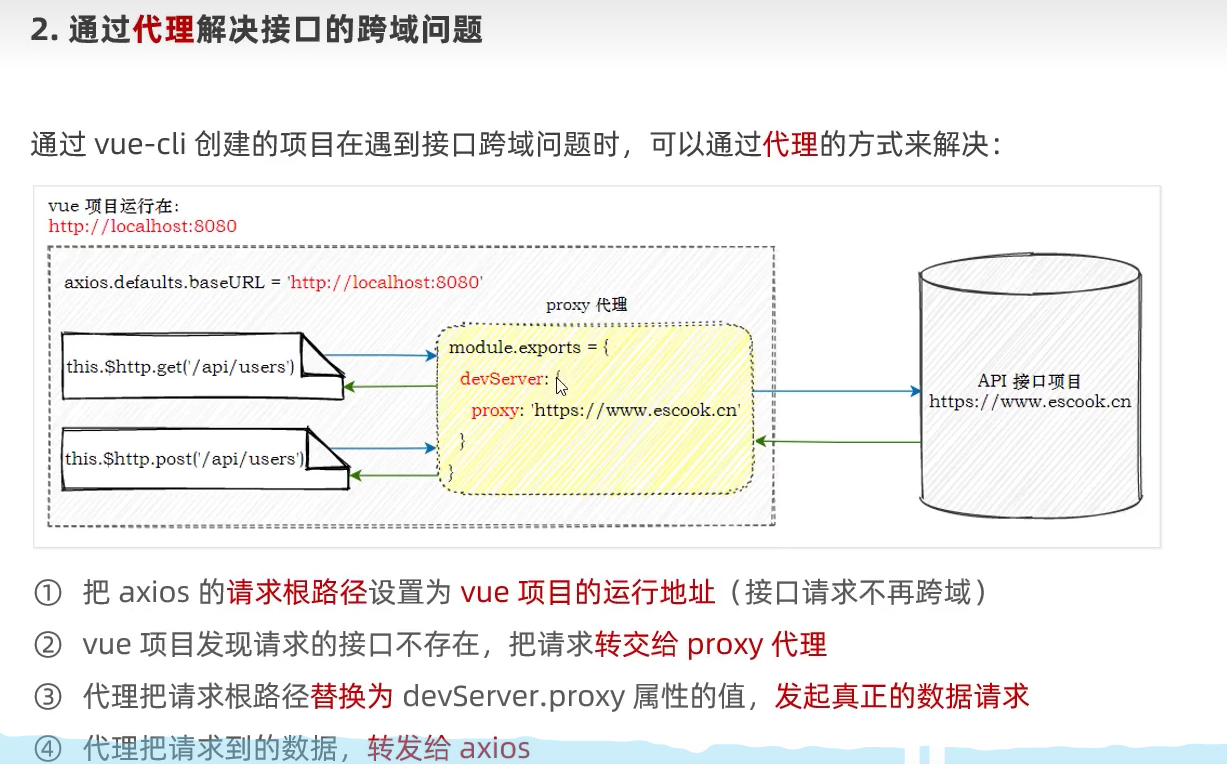 2. 通过代理解决接口的跨域问题
通过 vue-cli 创建的项目在遇到接口跨域问题时，可以通过代理的方式来解决：
vue 项目运行在:
http://localhost:8080
axios.defaults.baseURL = 'http://localhost:8080'
proxy 代理
this.$http.get('/api/users')
this.$http.post('/api/users')
module.exports = {
devServer: {
proxy: 'https://www.escook.cn'
}
}
API 接口项目
https://www.escook.cn
① 把 axios 的请求根路径设置为 vue 项目的运行地址（接口请求不再跨域）
② vue 项目发现请求的接口不存在，把请求转交给 proxy 代理
③ 代理把请求根路径替换为 devServer.proxy 属性的值，发起真正的数据请求
④ 代理把请求到的数据，转发给 axios